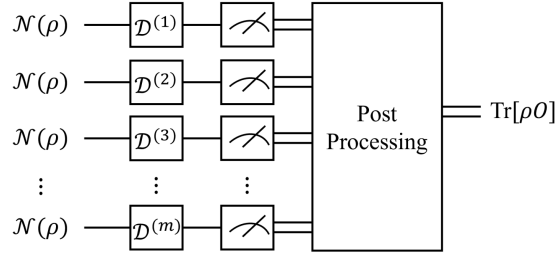 𝒩(ρ) 𝒟⁽¹⁾
𝒩(ρ) 𝒟⁽²⁾
𝒩(ρ) 𝒟⁽³⁾
⋮ ⋮ ⋮
𝒩(ρ) 𝒟⁽ᵐ⁾
Post
Processing
Tr[ρO]